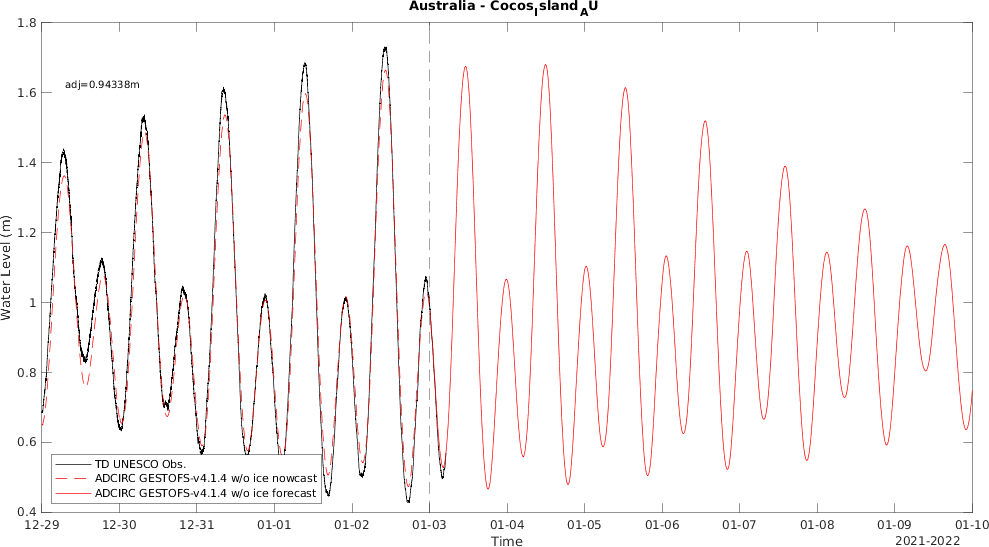 Australia - Cocos_Island_AU
1.8
1.6
1.4
1.2
1
0.8
0.6
0.4
Water Level (m)
adj=0.94338m
TD UNESCO Obs.
ADCIRC GESTOFS-v4.1.4 w/o ice nowcast
ADCIRC GESTOFS-v4.1.4 w/o ice forecast
12-29 12-30 12-31 01-01 01-02 01-03 01-04 01-05 01-06 01-07 01-08 01-09 01-10
Time
2021-2022